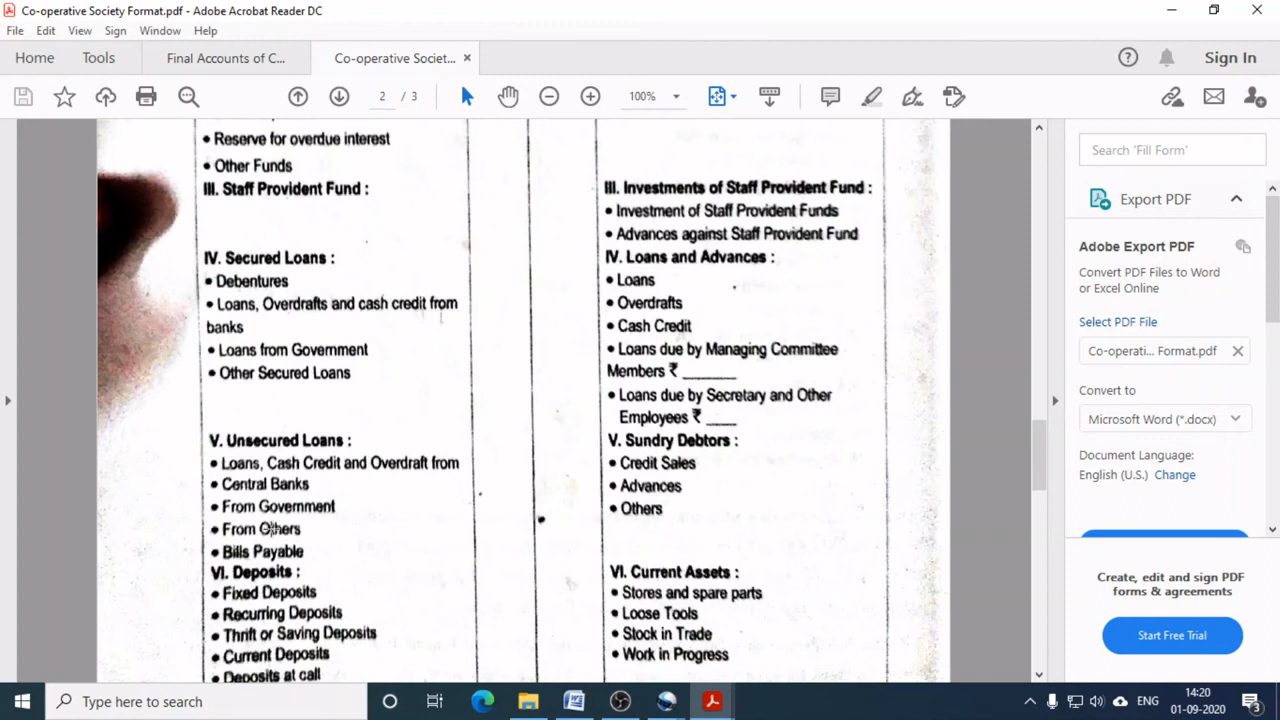 Co-operative Society Format.pdf - Adobe Acrobat Reader DC
File Edit View Sign Window Help
Home Tools Final Accounts of C... Co-operative Societ... ×
2 / 3 100% Sign In
• Reserve for overdue interest
• Other Funds
III. Staff Provident Fund :
IV. Secured Loans :
• Debentures
• Loans, Overdrafts and cash credit from
banks
• Loans from Government
• Other Secured Loans
V. Unsecured Loans :
• Loans, Cash Credit and Overdraft from
• Central Banks
• From Government
• From Others
• Bills Payable
VI. Deposits :
• Fixed Deposits
• Recurring Deposits
• Thrift or Saving Deposits
• Current Deposits
• Deposits at call
III. Investments of Staff Provident Fund :
• Investment of Staff Provident Funds
• Advances against Staff Provident Fund
IV. Loans and Advances :
• Loans
• Overdrafts
• Cash Credit
• Loans due by Managing Committee
Members ₹ _______
• Loans due by Secretary and Other
Employees ₹ ____
V. Sundry Debtors :
• Credit Sales
• Advances
• Others
VI. Current Assets :
• Stores and spare parts
• Loose Tools
• Stock in Trade
• Work in Progress
Search 'Fill Form'
Export PDF
Adobe Export PDF
Convert PDF Files to Word
or Excel Online
Select PDF File
Co-operati... Format.pdf
Convert to
Microsoft Word (*.docx)
Document Language:
English (U.S.) Change
Create, edit and sign PDF
forms & agreements
Start Free Trial
Type here to search
ENG
14:20
01-09-2020
3